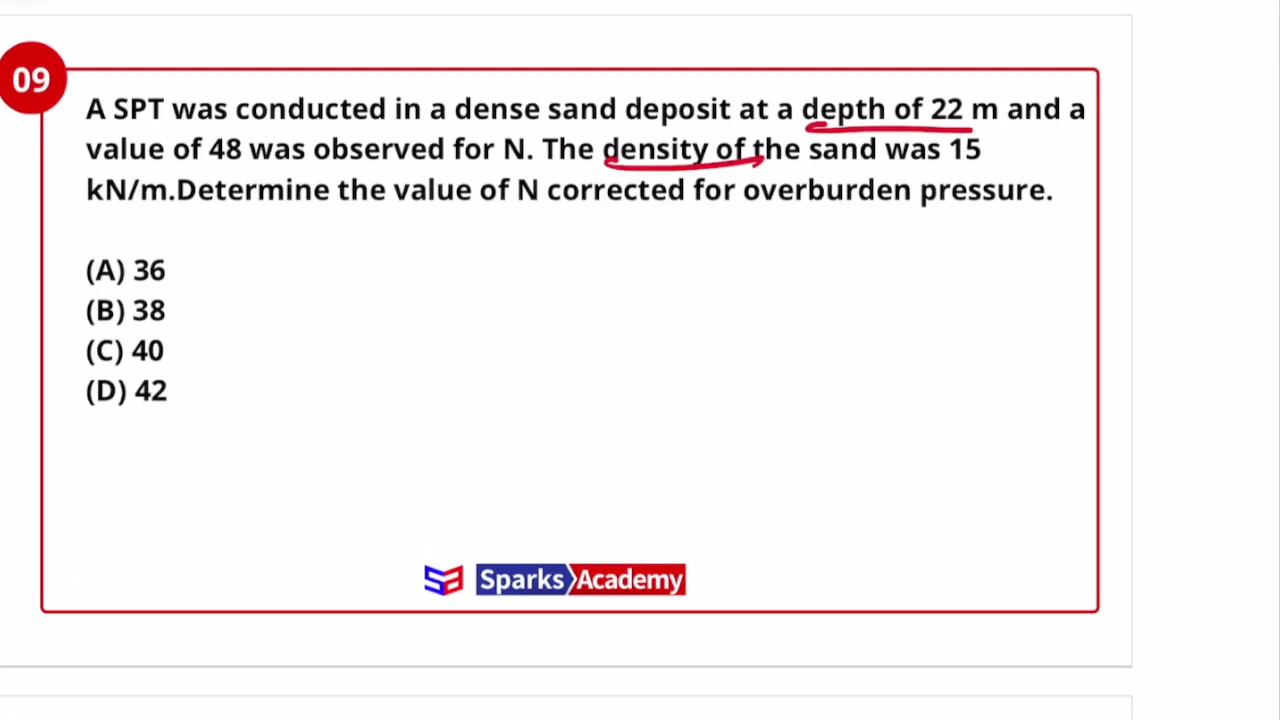 09
A SPT was conducted in a dense sand deposit at a depth of 22 m and a
value of 48 was observed for N. The density of the sand was 15
kN/m.Determine the value of N corrected for overburden pressure.
(A) 36
(B) 38
(C) 40
(D) 42
Sparks Academy